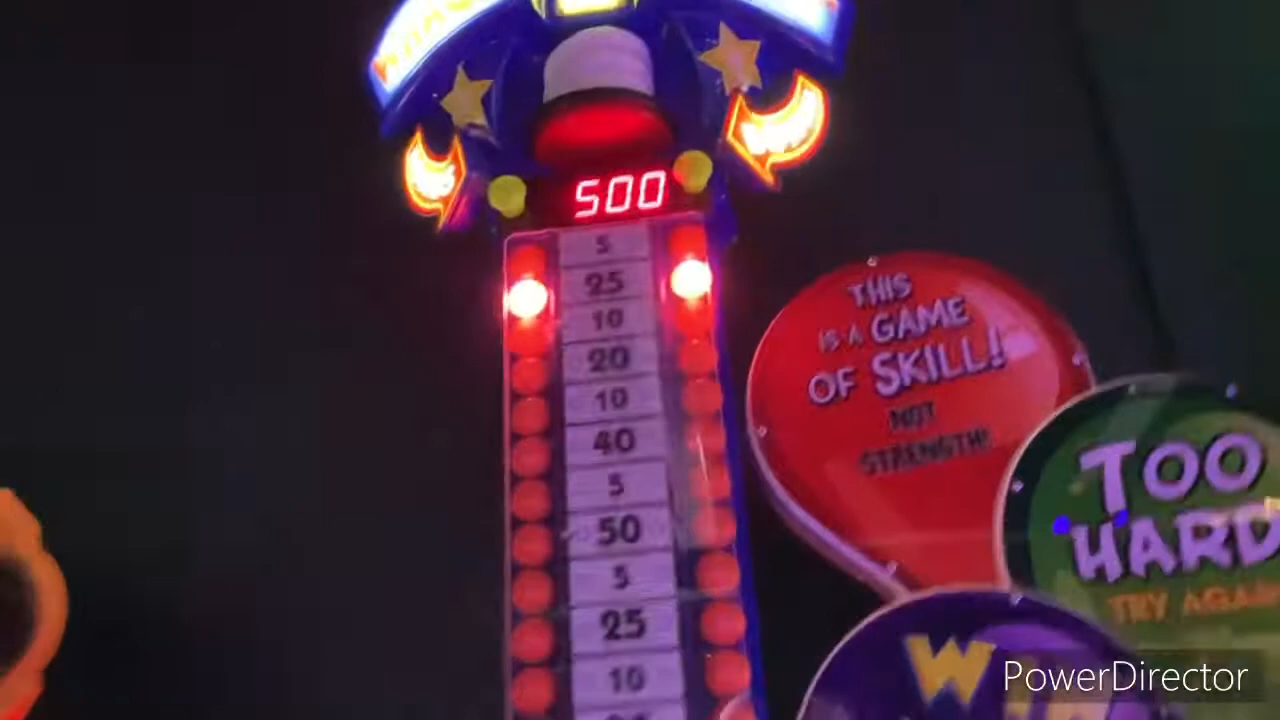 500
5
25
10
20
10
40
5
50
5
25
10
THIS
IS A GAME
OF SKILL!
NOT
STRENGTH!
TOO
HARD
TRY AGAIN
W
PowerDirector